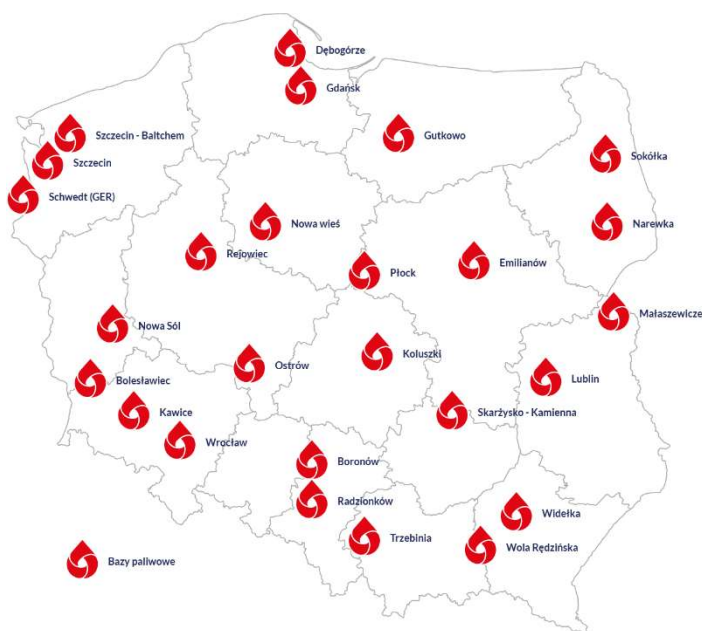 Dębogórze
Gdańsk
Szczecin - Baltchem
Gutkowo
Szczecin
Sokółka
Schwedt (GER)
Nowa wieś
Narewka
Rejowiec
Płock
Emilianów
Małaszewicze
Nowa Sól
Koluszki
Ostrów
Bolesławiec
Lublin
Kawice
Skarżysko - Kamienna
Wrocław
Boronów
Radzionków
Widełka
Trzebinia
Wola Rędzińska
Bazy paliwowe